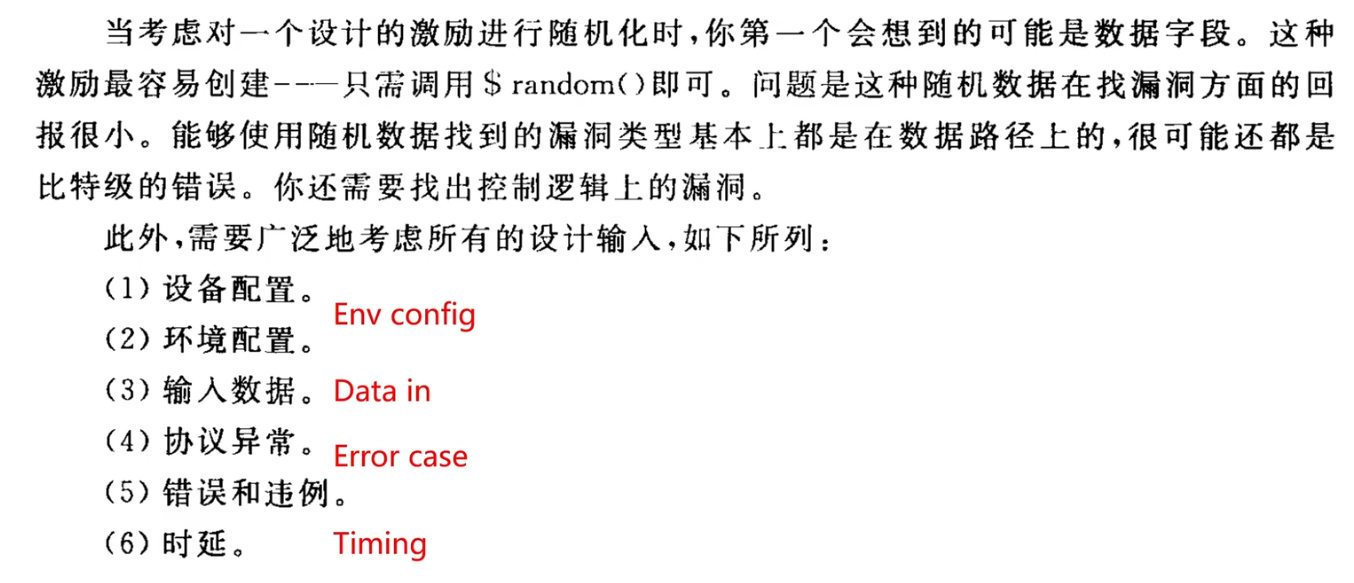 当考虑对一个设计的激励进行随机化时,你第一个会想到的可能是数据字段。这种
激励最容易创建---只需调用$random()即可。问题是这种随机数据在找漏洞方面的回
报很小。能够使用随机数据找到的漏洞类型基本上都是在数据路径上的,很可能还都是
比特级的错误。你还需要找出控制逻辑上的漏洞。
此外,需要广泛地考虑所有的设计输入,如下所列:
(1) 设备配置。
Env config
(2) 环境配置。
(3) 输入数据。 Data in
(4) 协议异常。
Error case
(5) 错误和违例。
(6) 时延。 Timing